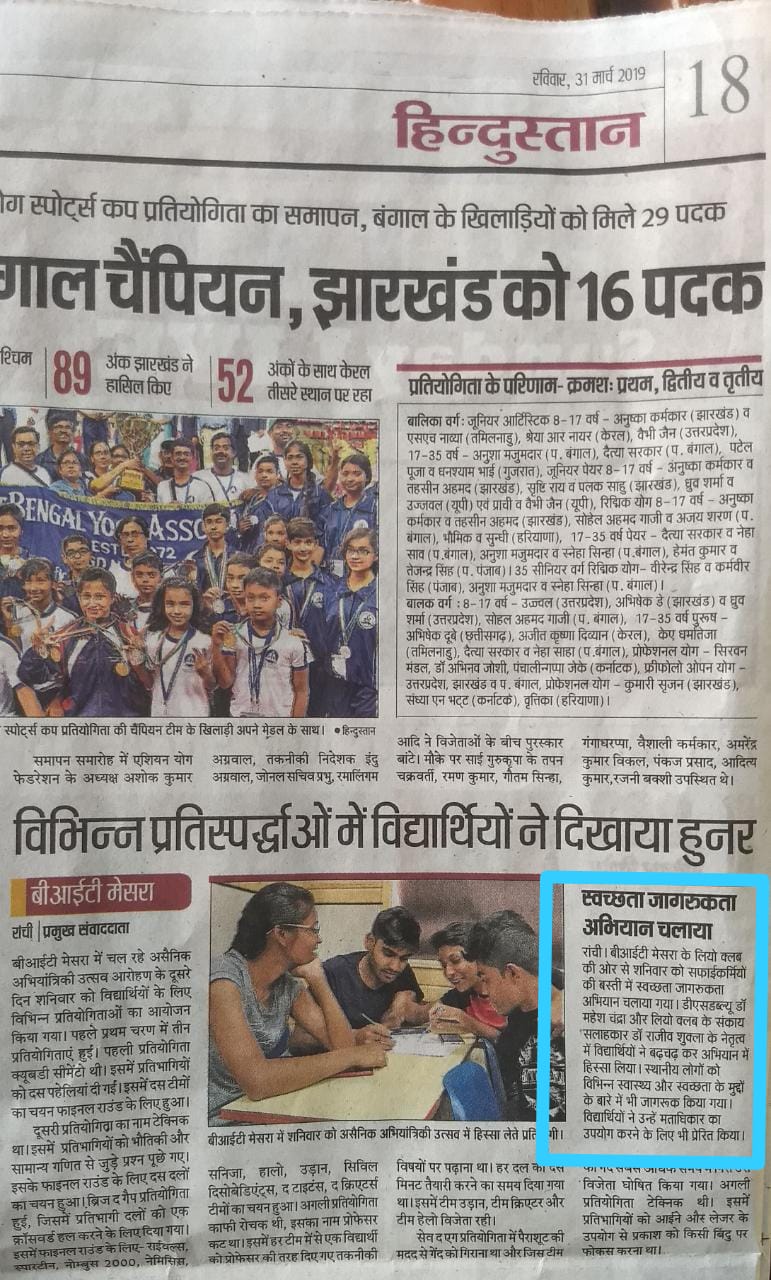 रविवार, 31 मार्च 2019
18
हिन्दुस्तान
ोग स्पोर्ट्स कप प्रतियोगिता का समापन, बंगाल के खिलाड़ियों को मिले 29 पदक
गाल चैंपियन, झारखंड को 16 पदक
श्चिम
89 अंक झारखंड ने
हासिल किए
52 अंकों के साथ केरल
तीसरे स्थान पर रहा
BENGAL YOGA ASSO
EST 1972
स्पोर्ट्स कप प्रतियोगिता की चैंपियन टीम के खिलाड़ी अपने मेडल के साथ। • हिन्दुस्तान
प्रतियोगिता के परिणाम- क्रमशः प्रथम, द्वितीय व तृतीय
बालिका वर्ग: जूनियर आर्टिस्टिक 8-17 वर्ष - अनुष्का कर्मकार (झारखंड) व
एसएच नाव्या (तमिलनाडु), श्रेया आर नायर (केरल), वैभी जैन (उत्तरप्रदेश),
17-35 वर्ष - अनुशा मजुमदार (प. बंगाल), दैत्या सरकार (प. बंगाल), पटेल
पूजा व धनश्याम भाई (गुजरात), जूनियर पेयर 8-17 वर्ष - अनुष्का कर्मकार व
तहसीन अहमद (झारखंड), सृष्टि राय व पलक साहु (झारखंड), ध्रुव शर्मा व
उज्जवल (यूपी) एवं प्राची व वैभी जैन (यूपी), रिद्मिक योग 8-17 वर्ष - अनुष्का
कर्मकार व तहसीन अहमद (झारखंड), सोहेल अहमद गाजी व अजय शरण (प.
बंगाल), भौमिक व सुन्धी (हरियाणा), 17-35 वर्ष पेयर - दैत्या सरकार व नेहा
साव (प.बंगाल), अनुशा मजुमदार व स्नेहा सिन्हा (प.बंगाल), हेमंत कुमार व
तेजन्द्र सिंह (प. पंजाब)। 35 सीनियर वर्ग रिद्मिक योग- वीरेन्द्र सिंह व कर्मवीर
सिंह (पंजाब), अनुशा मजुमदार व स्नेहा सिन्हा (प.बंगाल)।
बालक वर्ग : 8-17 वर्ष - उज्ज्वल (उत्तरप्रदेश), अभिषेक डे (झारखंड) व ध्रुव
शर्मा (उत्तरप्रदेश), सोहल अहमद गाजी (प. बंगाल), 17-35 वर्ष पुरूष -
अभिषेक दूबे (छत्तीसगढ़), अजीत कृष्णा दिव्यान (केरल), केए धर्मातेजा
(तमिलनाडु), दैत्या सरकार व नेहा साहा (प.बंगाल), प्रोफेशनल योग - सिरवन
मंडल, डॉ अभिनव जोशी, पंचालीनगप्पा जेके (कर्नाटक), फ्रीफोलो ओपन योग -
उत्तरप्रदेश, झारखंड व प. बंगाल, प्रोफेशनल योग - कुमारी सृजन (झारखंड),
संध्या एन भट्ट (कर्नाटक), वृत्तिका (हरियाणा)।
समापन समारोह में एशियन योग
फेडरेशन के अध्यक्ष अशोक कुमार
अग्रवाल, तकनीकी निदेशक इंदु
अग्रवाल, जोनल सचिव प्रभु, रमालिंगम
आदि ने विजेताओं के बीच पुरस्कार
बांटे। मौके पर साई गुरुकृपा के तपन
चक्रवर्ती, रमण कुमार, गौतम सिन्हा,
गंगाधरप्पा, वैशाली कर्मकार, अमरेंद्र
कुमार विकल, पंकज प्रसाद, आदित्य
कुमार,रजनी बक्शी उपस्थित थे।
विभिन्न प्रतिस्पर्द्धाओं में विद्यार्थियों ने दिखाया हुनर
बीआईटी मेसरा
रांची | प्रमुख संवाददाता
बीआईटी मेसरा में चल रहे असैनिक
अभियांत्रिकी उत्सव आरोहण के दूसरे
दिन शनिवार को विद्यार्थियों के लिए
विभिन्न प्रतियोगिताओं का आयोजन
किया गया। पहले प्रथम चरण में तीन
प्रतियोगिताएं हुईं। पहली प्रतियोगिता
क्यूबडी सीमेंटो थी। इसमें प्रतिभागियों
को दस पहेलियां दी गईं। इसमें दस टीमों
का चयन फाइनल राउंड के लिए हुआ।
दूसरी प्रतियोगिता का नाम टेक्निक
था। इसमें प्रतिभागियों को भौतिकी और
सामान्य गणित से जुड़े प्रश्न पूछे गए।
इसके फाइनल राउंड के लिए दस दलों
का चयन हुआ। ब्रिज द गैप प्रतियोगिता
हुई, जिसमें प्रतिभागी दलों को एक
क्रॉसवर्ड हल करने के लिए दिया गया।
इसमें फाइनल राउंड के लिए- राईवल्स,
स्पारटीन, नोम्बुस 2000, नेमिसिस,
बीआईटी मेसरा में शनिवार को असैनिक अभियांत्रिकी उत्सव में हिस्सा लेते प्रति गी।
सनिजा, हालो, उड़ान, सिविल
दिसोबेडिएंट्स, द टाइटंस, द क्रिएटर्स
टीमों का चयन हुआ। अगली प्रतियोगिता
काफी रोचक थी, इसका नाम प्रोफेसर
कट था। इसमें हर टीम में से एक विद्यार्थी
को प्रोफेसर की तरह दिए गए तकनीकी
विषयों पर पढ़ाना था। हर दल को दस
मिनट तैयारी करने का समय दिया गया
था। इसमें टीम उड़ान, टीम क्रिएटर और
टीम हेलो विजेता रही।
सेव द एग प्रतियोगिता में पैराशूट की
मदद से गेंद को गिराना था और जिस टीम
स्वच्छता जागरुकता
अभियान चलाया
रांची। बीआईटी मेसरा के लियो क्लब
की ओर से शनिवार को सफाईकर्मियों
की बस्ती में स्वच्छता जागरुकता
अभियान चलाया गया। डीएसडब्ल्यू डॉ
महेश चंद्रा और लियो क्लब के संकाय
सलाहकार डॉ राजीव शुक्ला के नेतृत्व
में विद्यार्थियों ने बढ़चढ़ कर अभियान में
हिस्सा लिया। स्थानीय लोगों को
विभिन्न स्वास्थ्य और स्वच्छता के मुद्दों
के बारे में भी जागरूक किया गया।
विद्यार्थियों ने उन्हें मताधिकार का
उपयोग करने के लिए भी प्रेरित किया।
विजेता घोषित किया गया। अगली
प्रतियोगिता टेक्निक थी। इसमें
प्रतिभागियों को आईने और लेजर के
उपयोग से प्रकाश को किसी बिंदु पर
फोकस करना था।